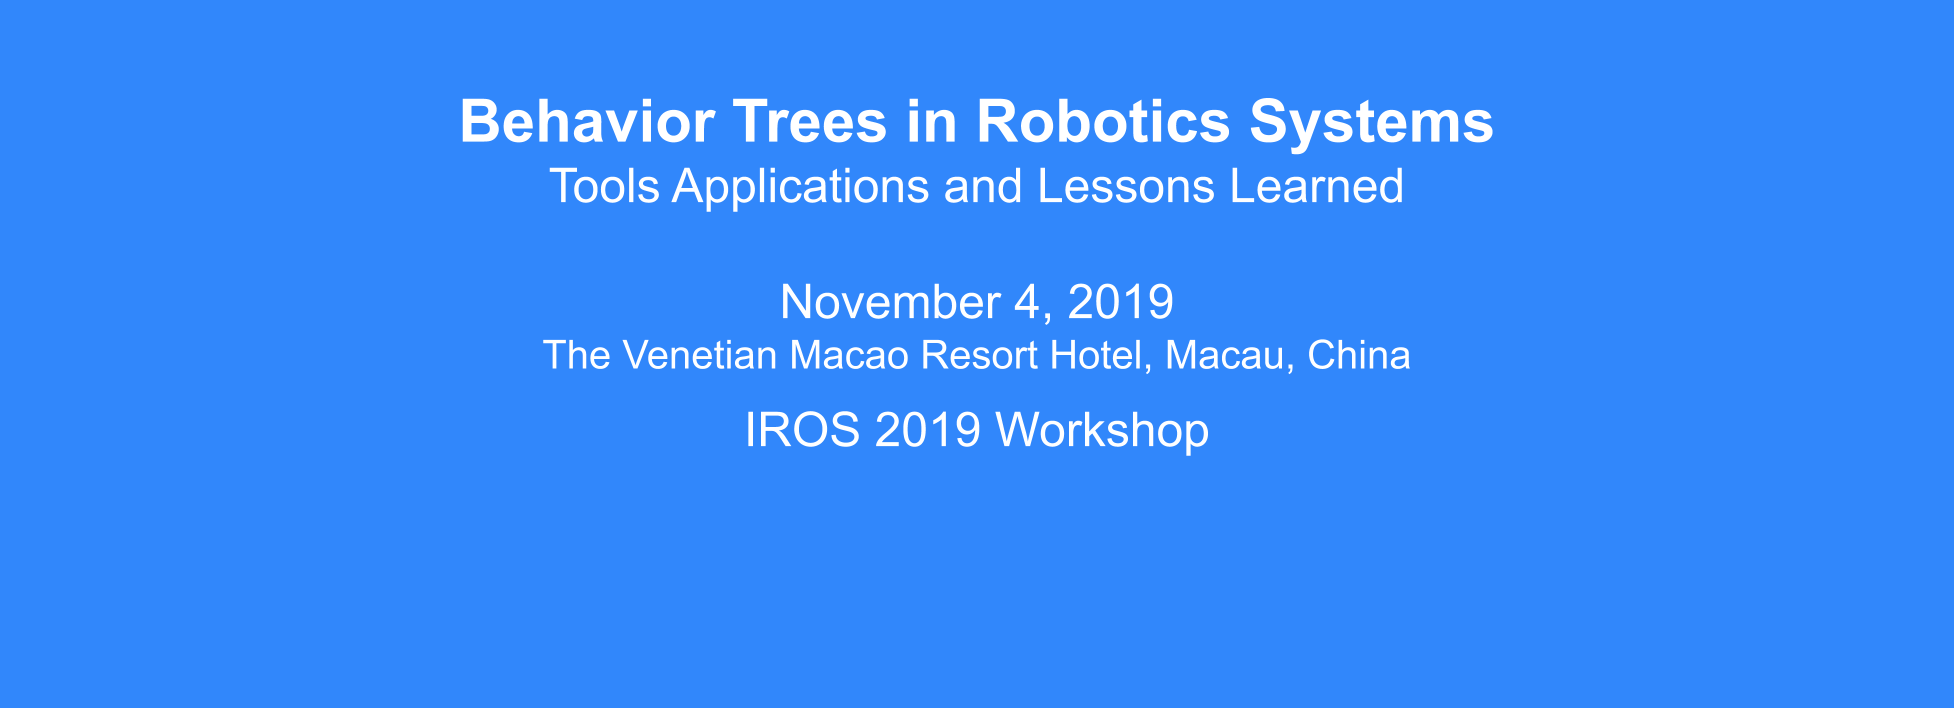 Behavior Trees in Robotics Systems
Tools Applications and Lessons Learned
November 4, 2019
The Venetian Macao Resort Hotel, Macau, China
IROS 2019 Workshop